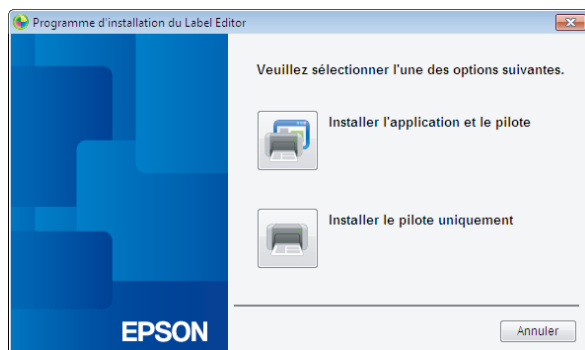 Programme d'installation du Label Editor
Veuillez sélectionner l'une des options suivantes.
Installer l'application et le pilote
Installer le pilote uniquement
EPSON
Annuler